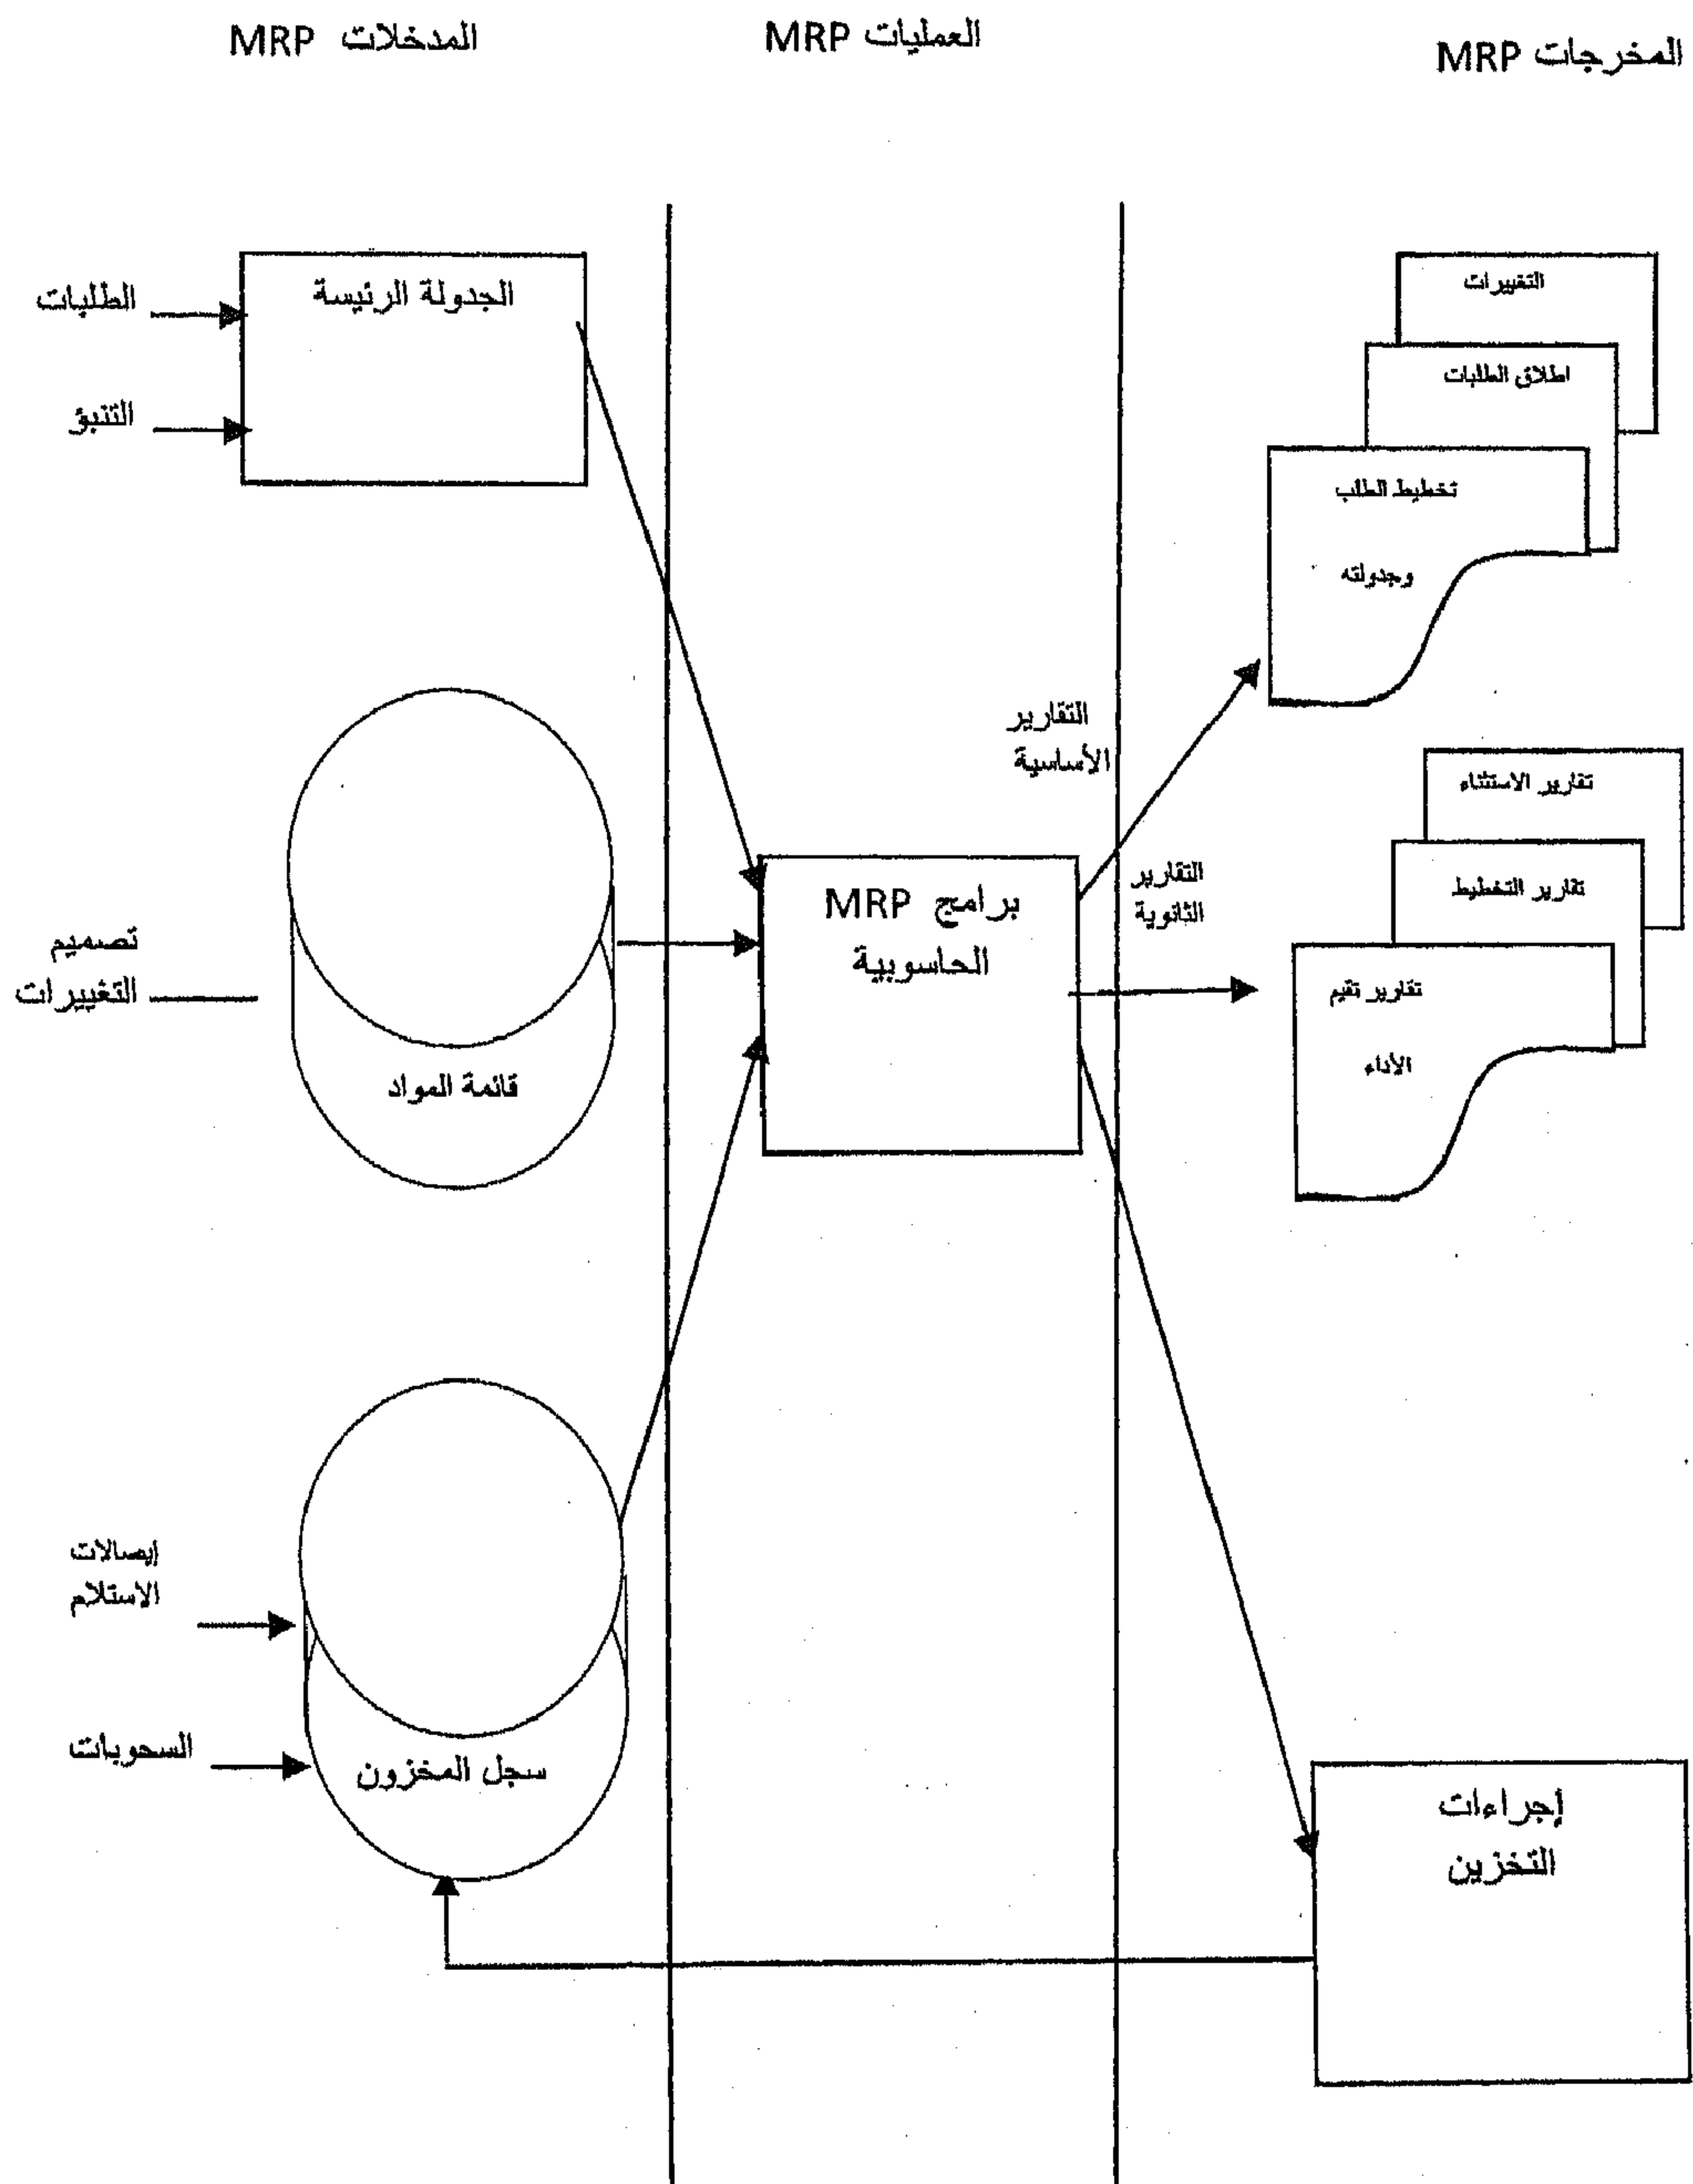 المدخلات MRP
العمليات MRP
المخرجات MRP
الجدولة الرئيسة
الطلبات
التنبؤ
تصميم
التغييرات
قائمة المواد
إيصالات
الاستلام
السحوبات
سجل المخزون
برامج MRP
الحاسوبية
التقارير
الأساسية
التقارير
الثانوية
التغييرات
اطلاق الطلبات
تخطيط الطلب
وجدولته
تقارير الاستثناء
تقارير التخطيط
تقارير تقيم
الأداء
إجراءات
التخزين